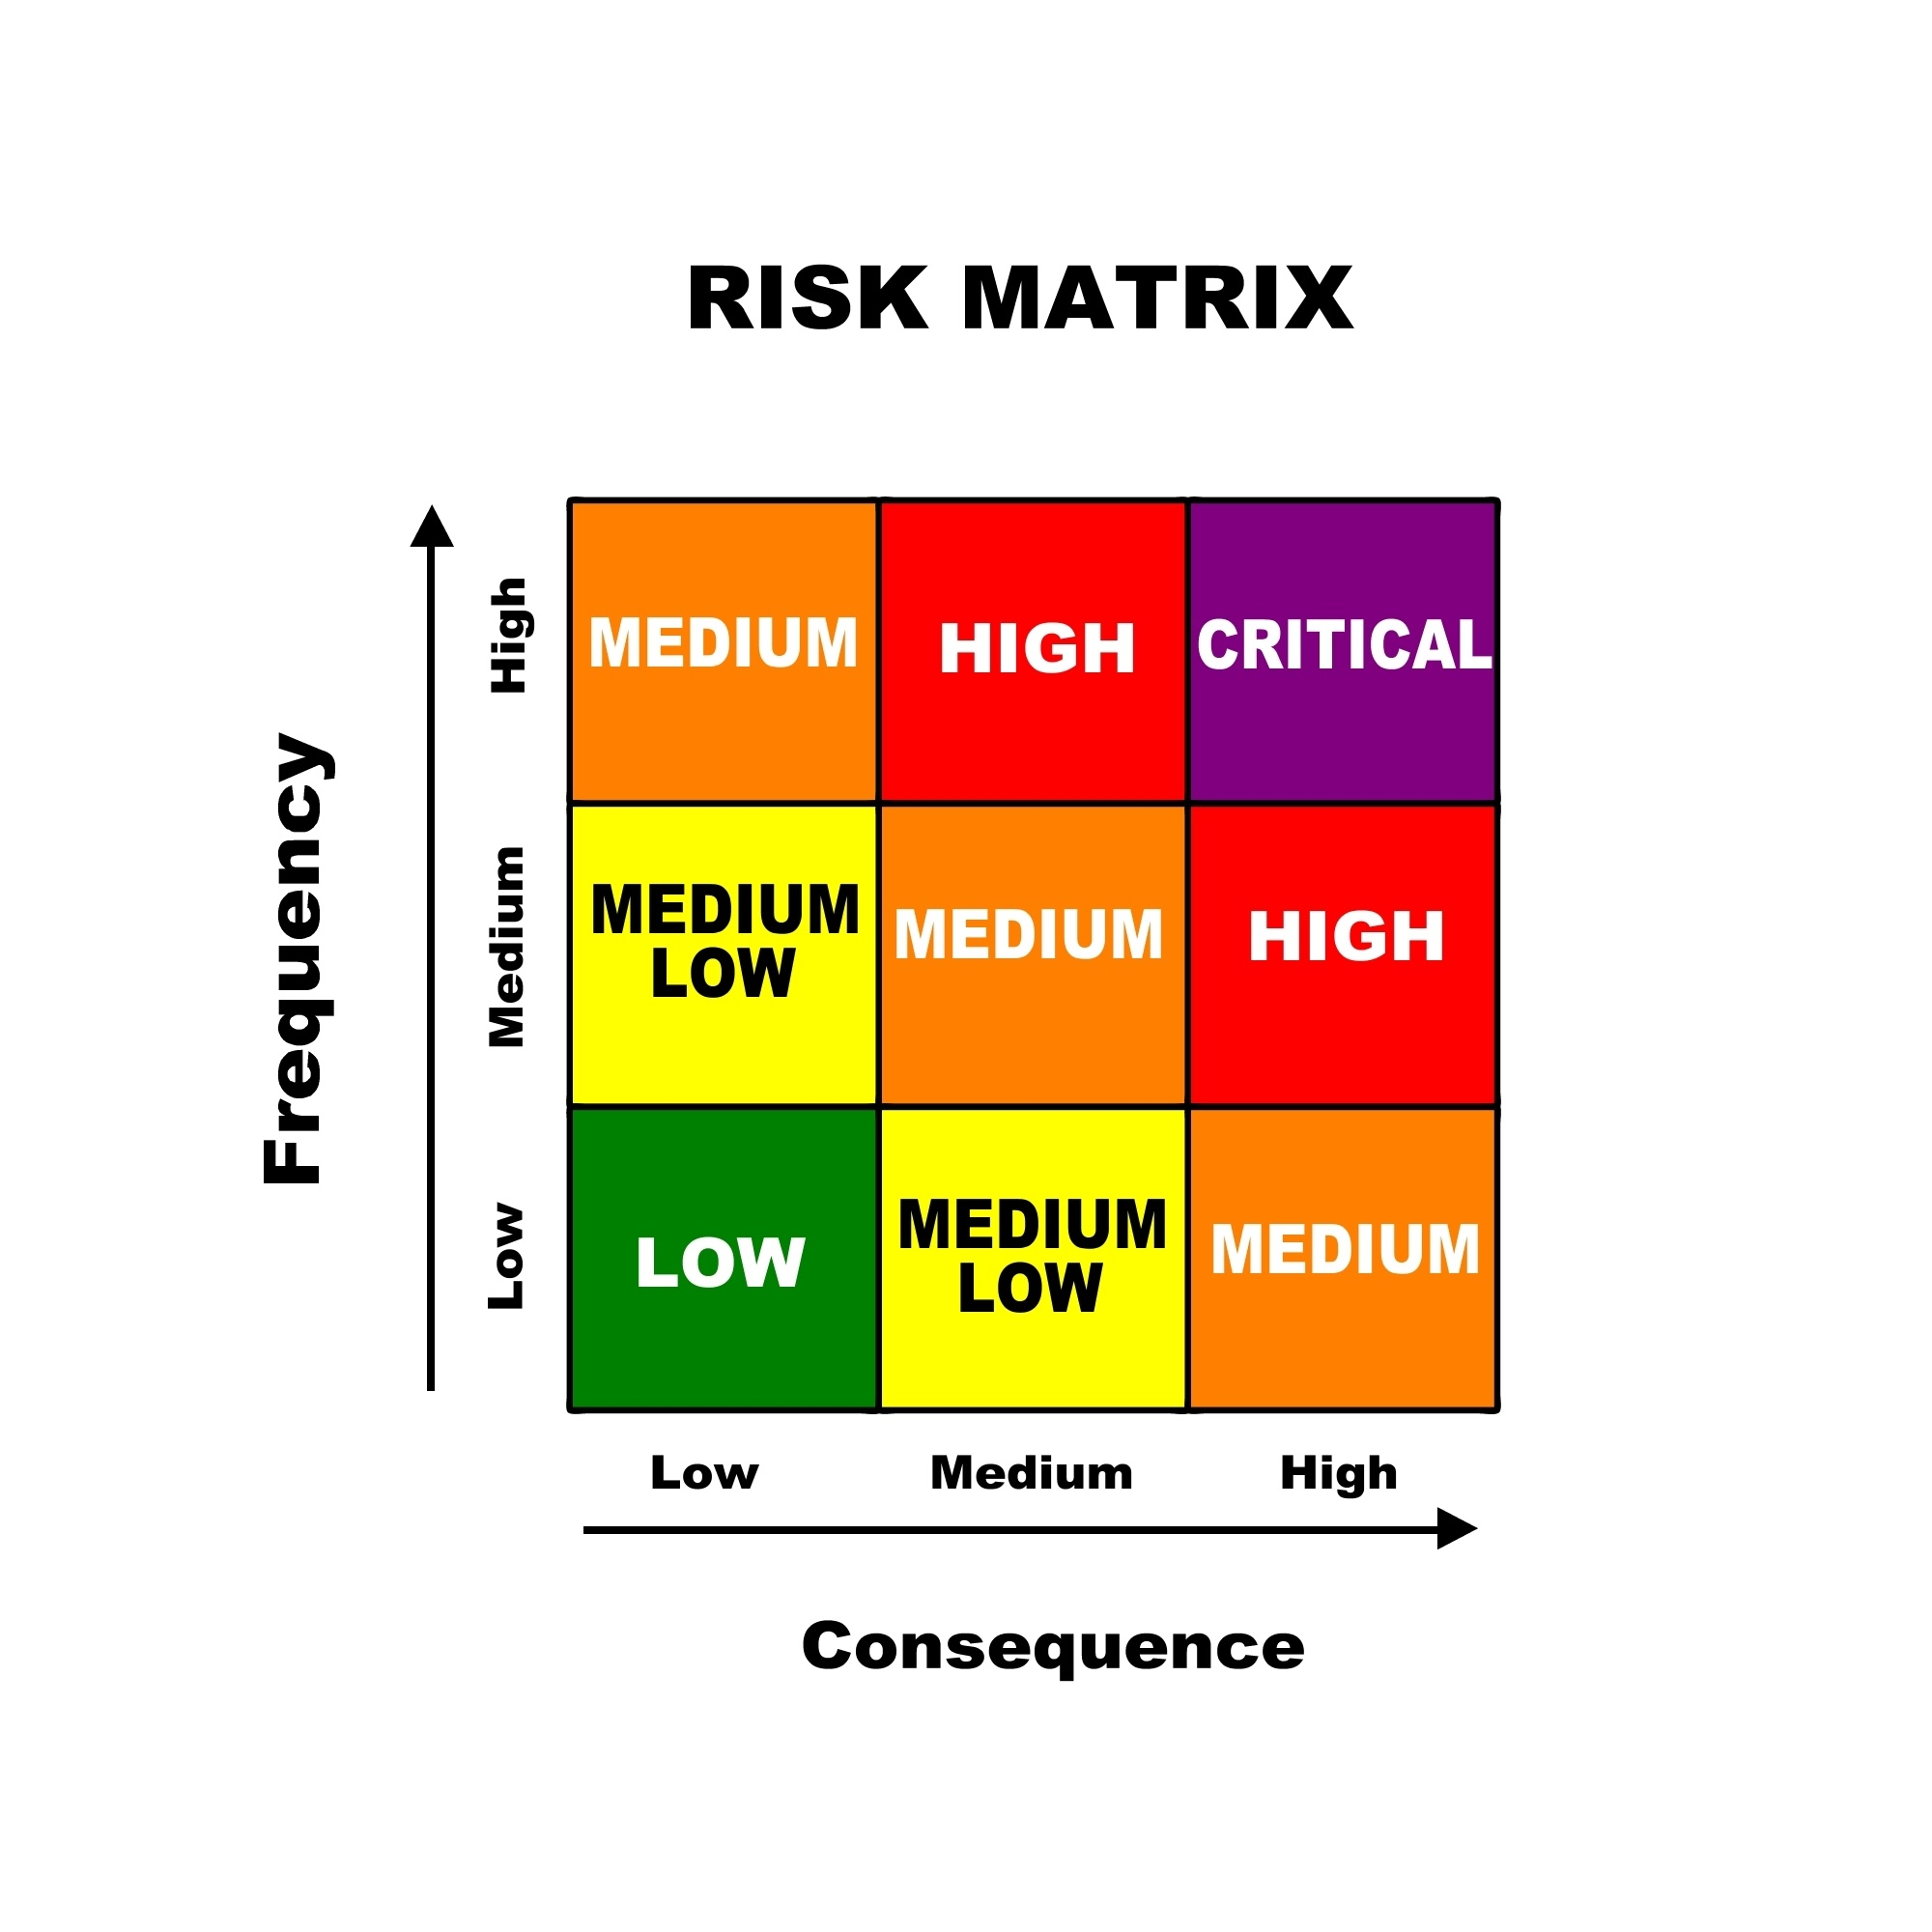 RISK MATRIX
High
MEDIUM
HIGH
CRITICAL
Frequency
Medium
MEDIUM
LOW
MEDIUM
HIGH
Low
LOW
MEDIUM
LOW
MEDIUM
Low
Medium
High
Consequence